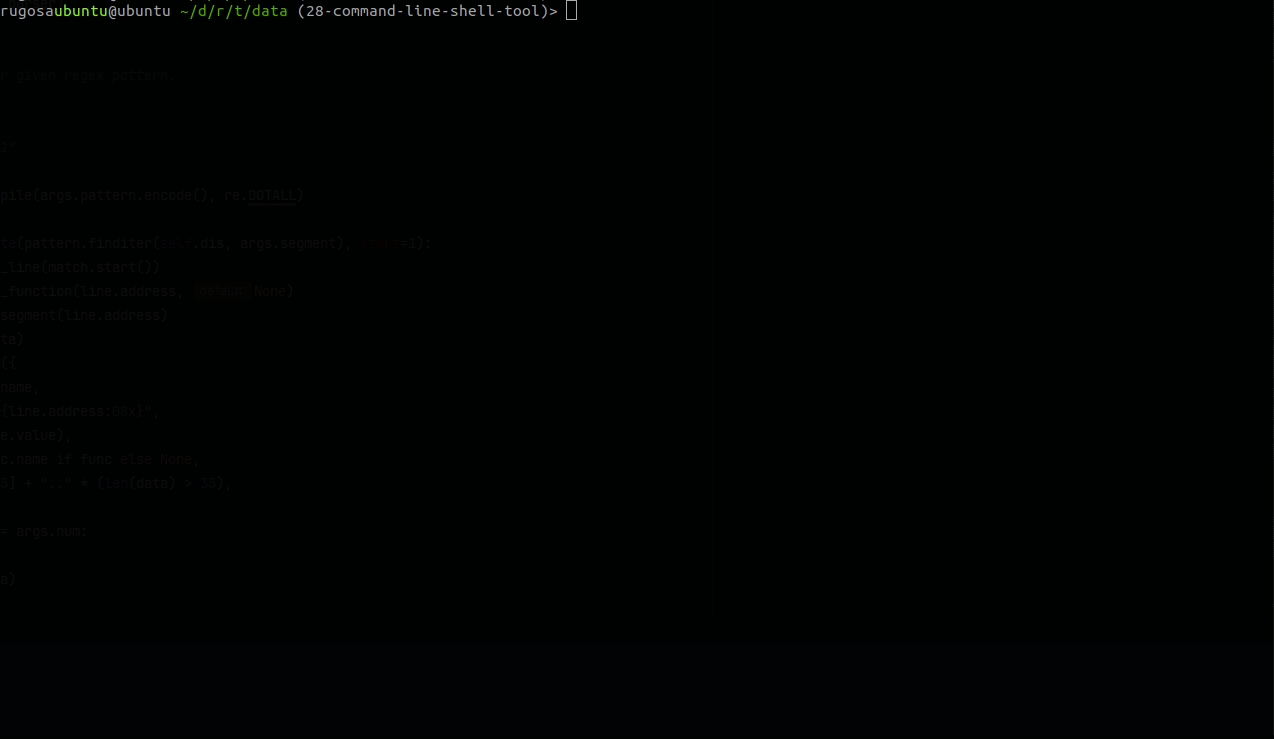 rugosaubuntu@ubuntu ~/d/r/t/data (28-command-line-shell-tool)>
r given regex pattern.
1"
pile(args.pattern.encode(), re.DOTALL)
te(pattern.finditer(self.dis, args.segment), start=1):
_line(match.start())
_function(line.address, default: None)
segment(line.address)
ta)
({
name,
{line.address:08x}",
e.value),
c.name if func else None,
5] + ".." * (len(data) > 35),
= args.num:
a)